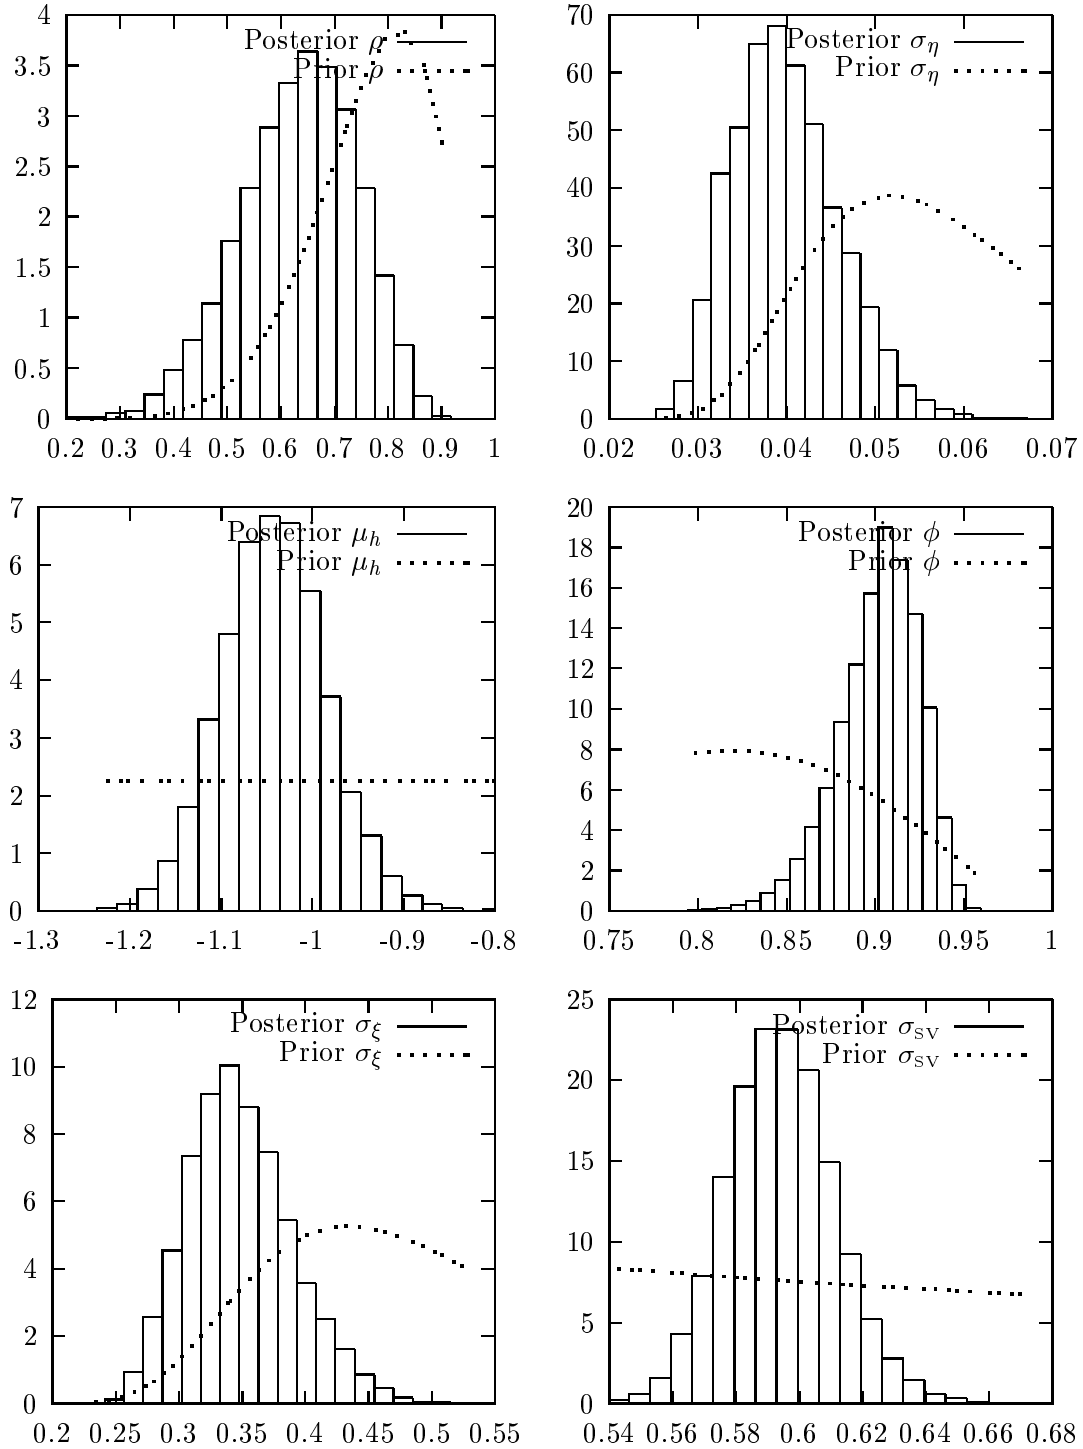 4
Posterior ρ
3.5
Prior ρ
3
2.5
2
1.5
1
0.5
0
0.2 0.3 0.4 0.5 0.6 0.7 0.8 0.9 1
70
Posterior σ_η
60
Prior σ_η
50
40
30
20
10
0
0.02 0.03 0.04 0.05 0.06 0.07
7
Posterior μ_h
6
Prior μ_h
5
4
3
2
1
0
-1.3 -1.2 -1.1 -1 -0.9 -0.8
20
Posterior ϕ
18
Prior ϕ
16
14
12
10
8
6
4
2
0
0.75 0.8 0.85 0.9 0.95 1
12
Posterior σ_ξ
Prior σ_ξ
10
8
6
4
2
0
0.2 0.25 0.3 0.35 0.4 0.45 0.5 0.55
25
Posterior σ_SV
Prior σ_SV
20
15
10
5
0
0.54 0.56 0.58 0.6 0.62 0.64 0.66 0.68